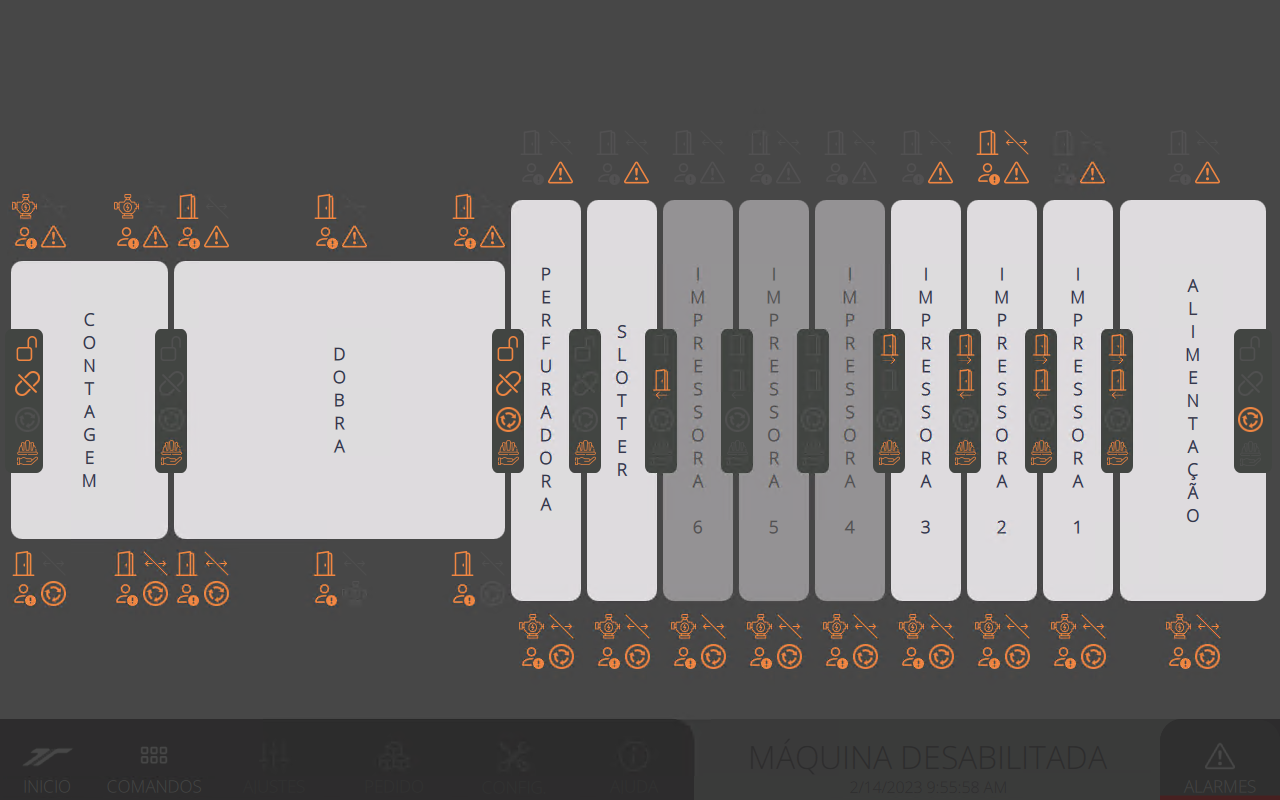 CONTAGEM
DOBRA
PERFURADORA
SLOTTER
IMPRESSORA 6
IMPRESSORA 5
IMPRESSORA 4
IMPRESSORA 3
IMPRESSORA 2
IMPRESSORA 1
ALIMENTAÇÃO
INICIO
COMANDOS
AJUSTES
PEDIDO
CONFIG.
AJUDA
MÁQUINA DESABILITADA
2/14/2023 9:55:58 AM
ALARMES